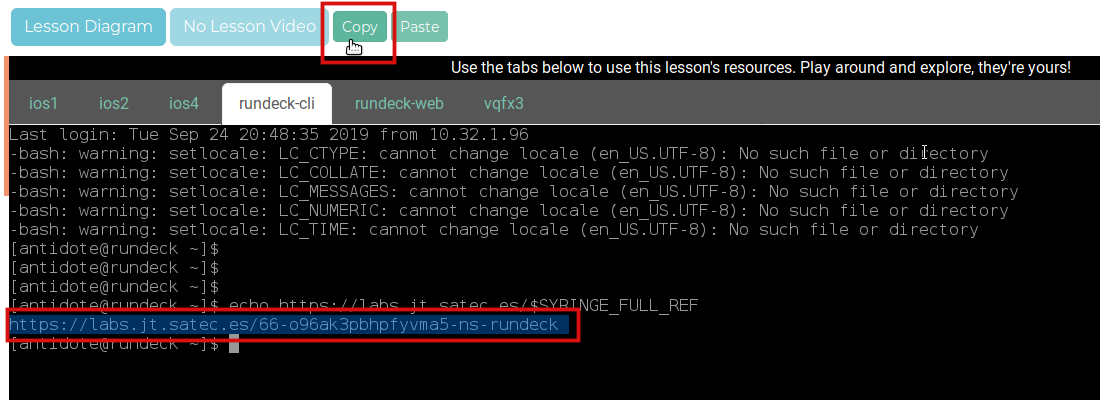 Lesson Diagram No Lesson Video Copy Paste
Use the tabs below to use this lesson's resources. Play around and explore, they're yours!
ios1 ios2 ios4 rundeck-cli rundeck-web vqfx3
Last login: Tue Sep 24 20:48:35 2019 from 10.32.1.96
-bash: warning: setlocale: LC_CTYPE: cannot change locale (en_US.UTF-8): No such file or directory
-bash: warning: setlocale: LC_COLLATE: cannot change locale (en_US.UTF-8): No such file or directory
-bash: warning: setlocale: LC_MESSAGES: cannot change locale (en_US.UTF-8): No such file or directory
-bash: warning: setlocale: LC_NUMERIC: cannot change locale (en_US.UTF-8): No such file or directory
-bash: warning: setlocale: LC_TIME: cannot change locale (en_US.UTF-8): No such file or directory
[antidote@rundeck ~]$
[antidote@rundeck ~]$
[antidote@rundeck ~]$
[antidote@rundeck ~]$ echo https://labs.jt.satec.es/$SYRINGE_FULL_REF
https://labs.jt.satec.es/66-o96ak3pbhpfyvma5-ns-rundeck
[antidote@rundeck ~]$